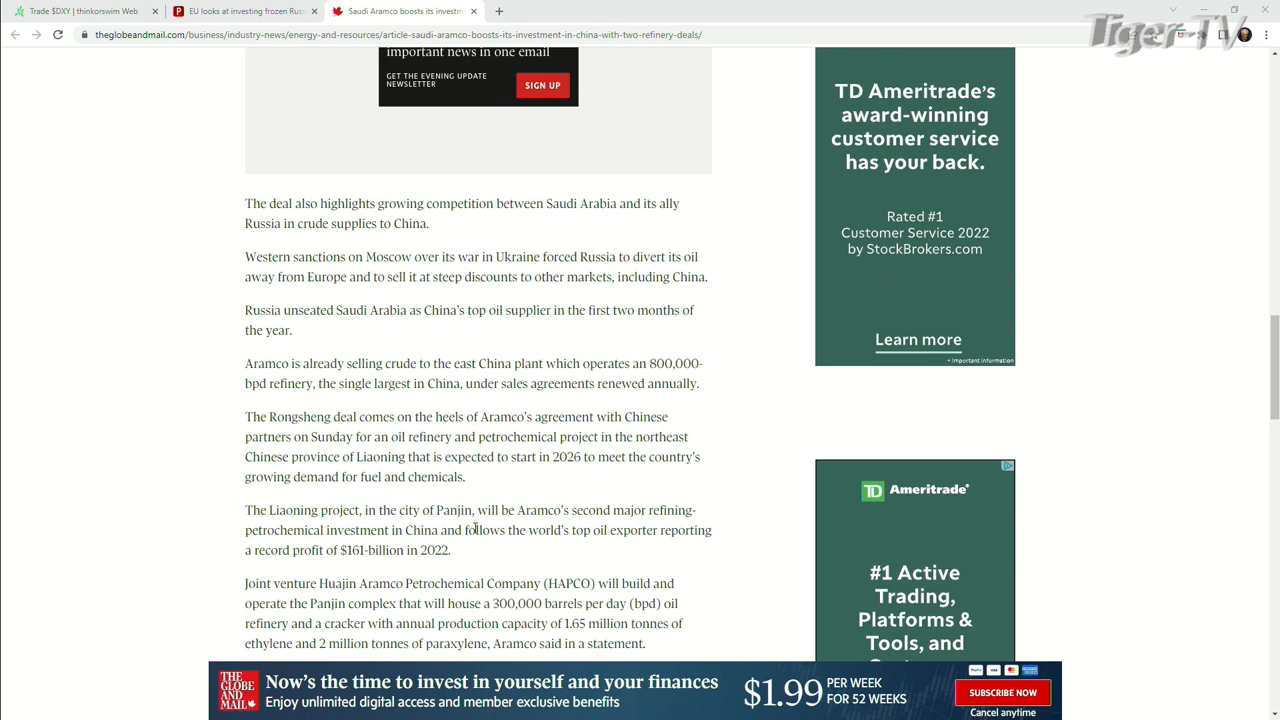 Trade $DXY | thinkorswim Web
EU looks at investing frozen Rus
Saudi Aramco boosts its investm
Tiger TV
theglobeandmail.com/business/industry-news/energy-and-resources/article-saudi-aramco-boosts-its-investment-in-china-with-two-refinery-deals/
important news in one email
GET THE EVENING UPDATE
NEWSLETTER
SIGN UP
The deal also highlights growing competition between Saudi Arabia and its ally
Russia in crude supplies to China.
Western sanctions on Moscow over its war in Ukraine forced Russia to divert its oil
away from Europe and to sell it at steep discounts to other markets, including China.
Russia unseated Saudi Arabia as China's top oil supplier in the first two months of
the year.
Aramco is already selling crude to the east China plant which operates an 800,000-
bpd refinery, the single largest in China, under sales agreements renewed annually.
The Rongsheng deal comes on the heels of Aramco's agreement with Chinese
partners on Sunday for an oil refinery and petrochemical project in the northeast
Chinese province of Liaoning that is expected to start in 2026 to meet the country's
growing demand for fuel and chemicals.
The Liaoning project, in the city of Panjin, will be Aramco's second major refining-
petrochemical investment in China and follows the world's top oil exporter reporting
a record profit of $161-billion in 2022.
Joint venture Huajin Aramco Petrochemical Company (HAPCO) will build and
operate the Panjin complex that will house a 300,000 barrels per day (bpd) oil
refinery and a cracker with annual production capacity of 1.65 million tonnes of
ethylene and 2 million tonnes of paraxylene, Aramco said in a statement.
TD Ameritrade's
award-winning
customer service
has your back.
Rated #1
Customer Service 2022
by StockBrokers.com
Learn more
+ Important Information
TD Ameritrade
#1 Active
Trading,
Platforms &
Tools, and
THE
GLOBE
AND
MAIL
Now's the time to invest in yourself and your finances
Enjoy unlimited digital access and member exclusive benefits
$1.99 PER WEEK
FOR 52 WEEKS
SUBSCRIBE NOW
Cancel anytime